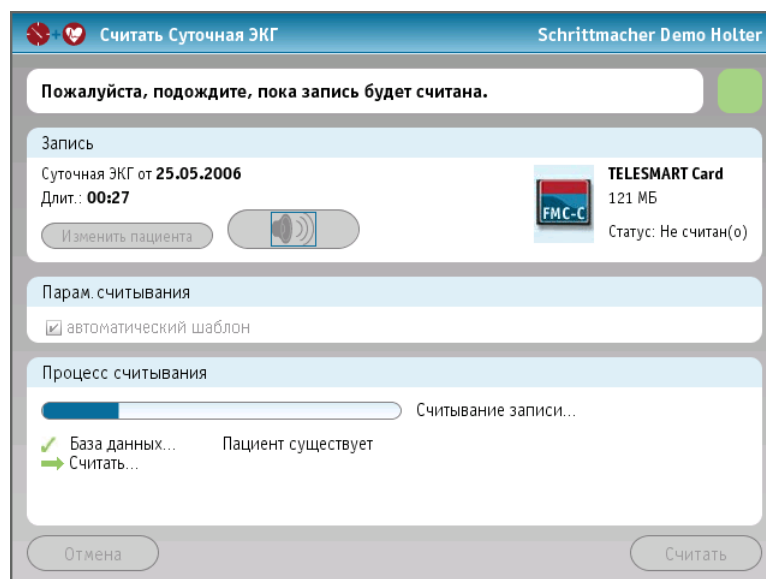 Считать Суточная ЭКГ
Schrittmacher Demo Holter
Пожалуйста, подождите, пока запись будет считана.
Запись
Суточная ЭКГ от 25.05.2006
Длит.: 00:27
Изменить пациента
FMC-C
TELESMART Card
121 МБ
Статус: Не считан(о)
Парам.считывания
автоматический шаблон
Процесс считывания
Считывание записи...
База данных... Пациент существует
Считать...
Отмена
Считать